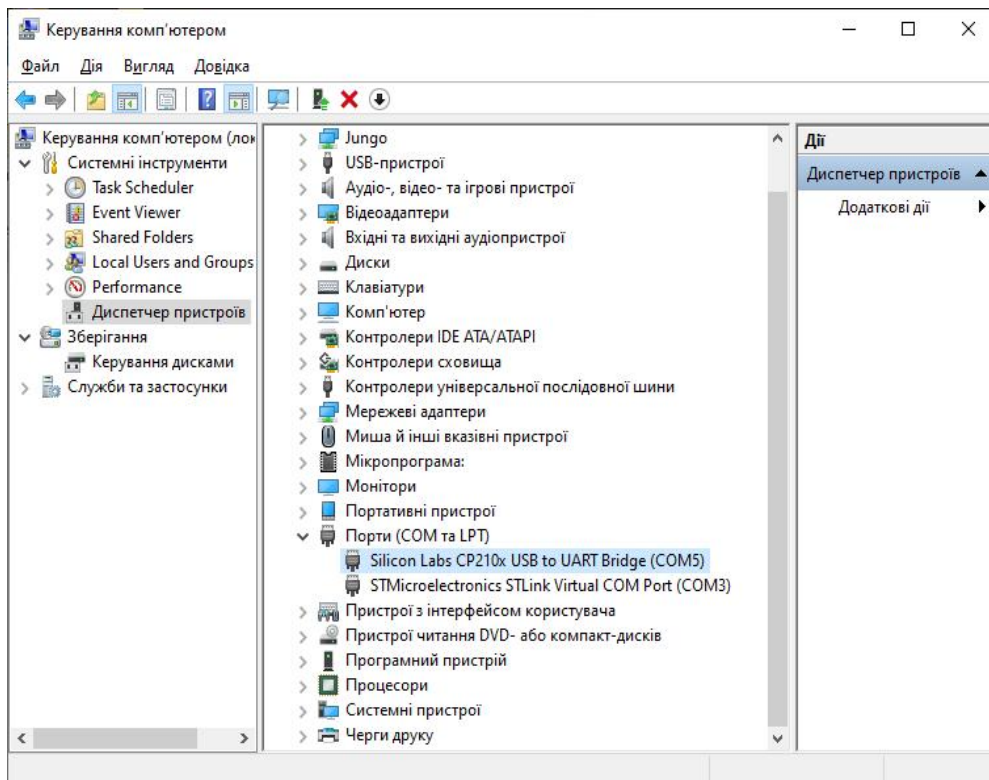 Керування комп'ютером
Файл Дія Вигляд Довідка
Керування комп'ютером (лок
Системні інструменти
Task Scheduler
Event Viewer
Shared Folders
Local Users and Groups
Performance
Диспетчер пристроїв
Зберігання
Керування дисками
Служби та застосунки
Jungo
USB-пристрої
Аудіо-, відео- та ігрові пристрої
Відеоадаптери
Вхідні та вихідні аудіопристрої
Диски
Клавіатури
Комп'ютер
Контролери IDE ATA/ATAPI
Контролери сховища
Контролери універсальної послідовної шини
Мережеві адаптери
Миша й інші вказівні пристрої
Мікропрограма:
Монітори
Портативні пристрої
Порти (COM та LPT)
Silicon Labs CP210x USB to UART Bridge (COM5)
STMicroelectronics STLink Virtual COM Port (COM3)
Пристрої з інтерфейсом користувача
Пристрої читання DVD- або компакт-дисків
Програмний пристрій
Процесори
Системні пристрої
Черги друку
Дії
Диспетчер пристроїв
Додаткові дії